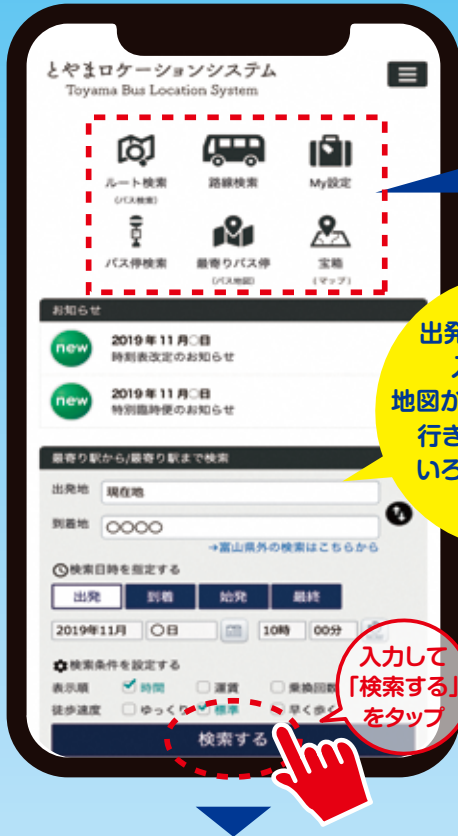 とやまロケーションシステム
Toyama Bus Location System
ルート検索
(バス検索)
路線検索
My設定
バス停検索
最寄りバス停
(バス地図)
宝箱
(マップ)
お知らせ
new
2019年11月○日
時刻表改定のお知らせ
new
2019年11月○日
特別臨時便のお知らせ
最寄り駅から/最寄り駅まで検索
出発地 現在地
到着地 ○○○○
→富山県外の検索はこちらから
検索日時を指定する
出発 到着 始発 最終
2019年11月 ○日 10時 00分
検索条件を設定する
表示順 時間 運賃 乗換回数
徒歩速度 ゆっくり 標準 早く歩く
検索する
出発
入
地図か
行き
いろ
入力して
「検索する」
をタップ